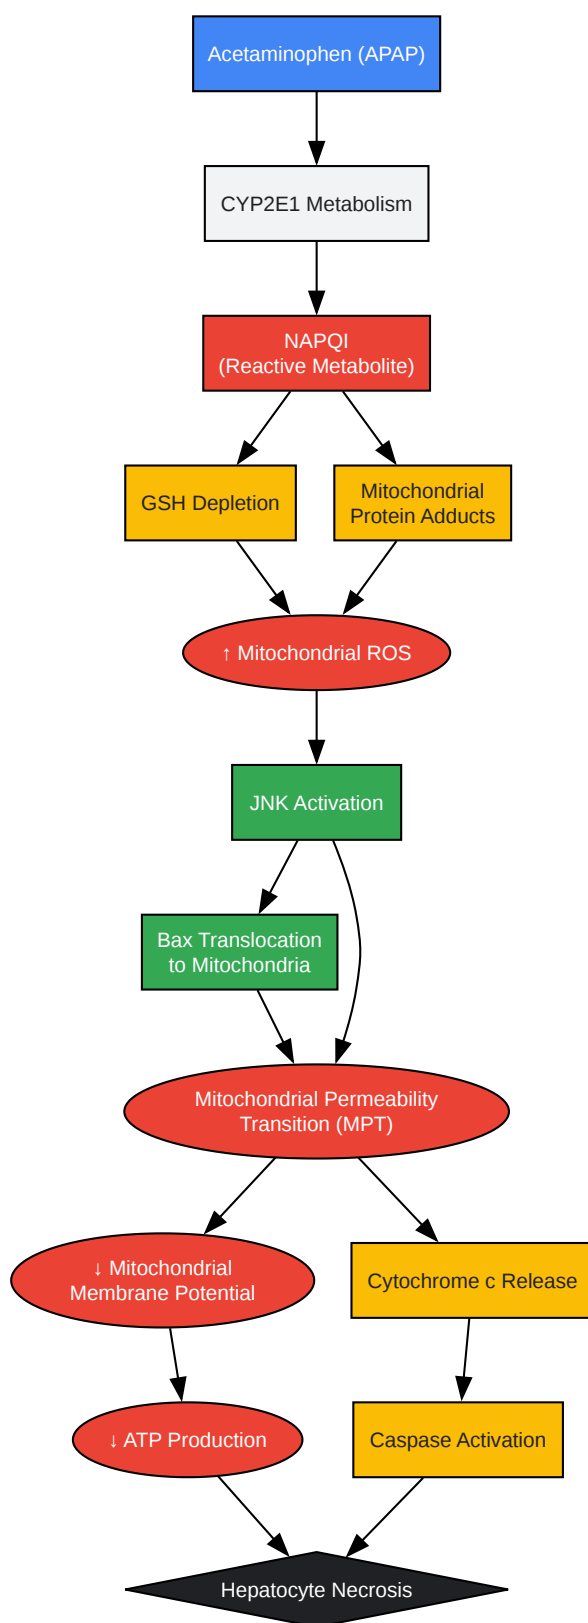 Acetaminophen (APAP)
CYP2E1 Metabolism
NAPQI
(Reactive Metabolite)
GSH Depletion
Mitochondrial
Protein Adducts
↑ Mitochondrial ROS
JNK Activation
Bax Translocation
to Mitochondria
Mitochondrial Permeability
Transition (MPT)
↓ Mitochondrial
Membrane Potential
Cytochrome c Release
↓ ATP Production
Caspase Activation
Hepatocyte Necrosis